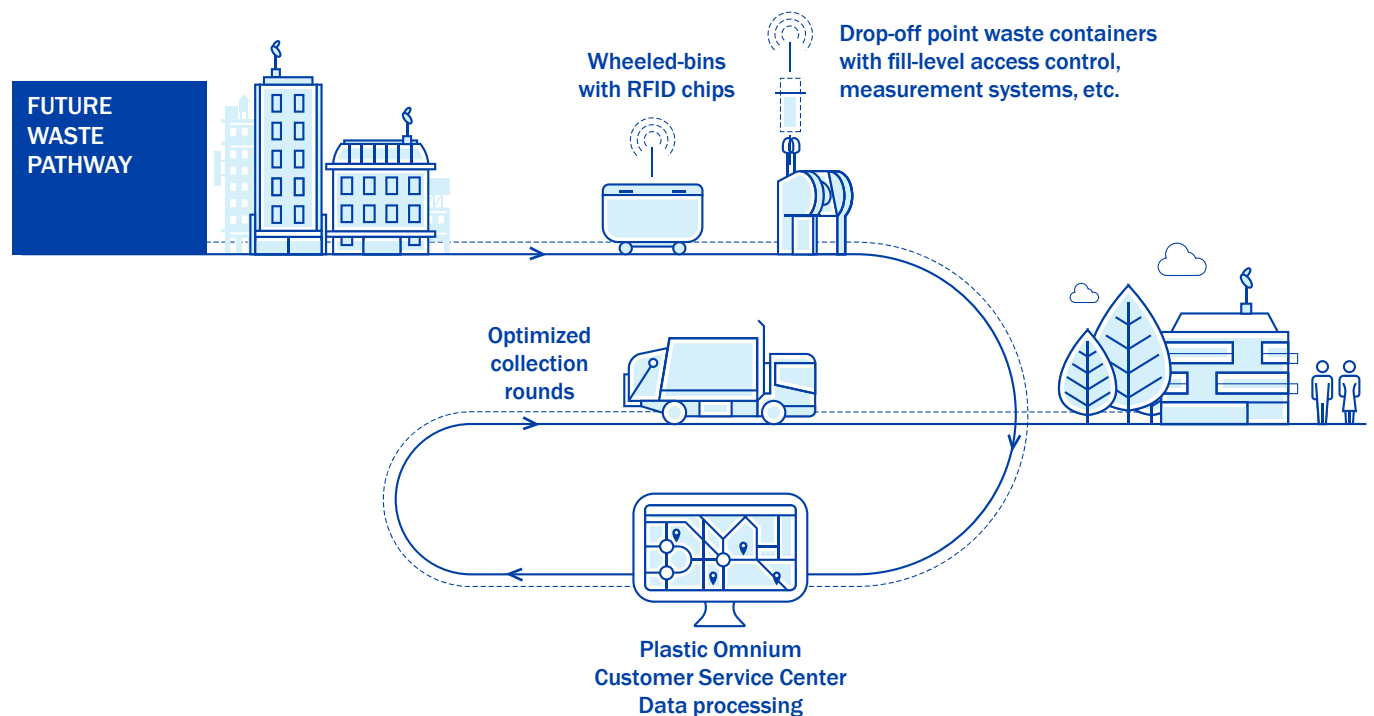 FUTURE
WASTE
PATHWAY
Wheeled-bins
with RFID chips
Drop-off point waste containers
with fill-level access control,
measurement systems, etc.
Optimized
collection
rounds
Plastic Omnium
Customer Service Center
Data processing